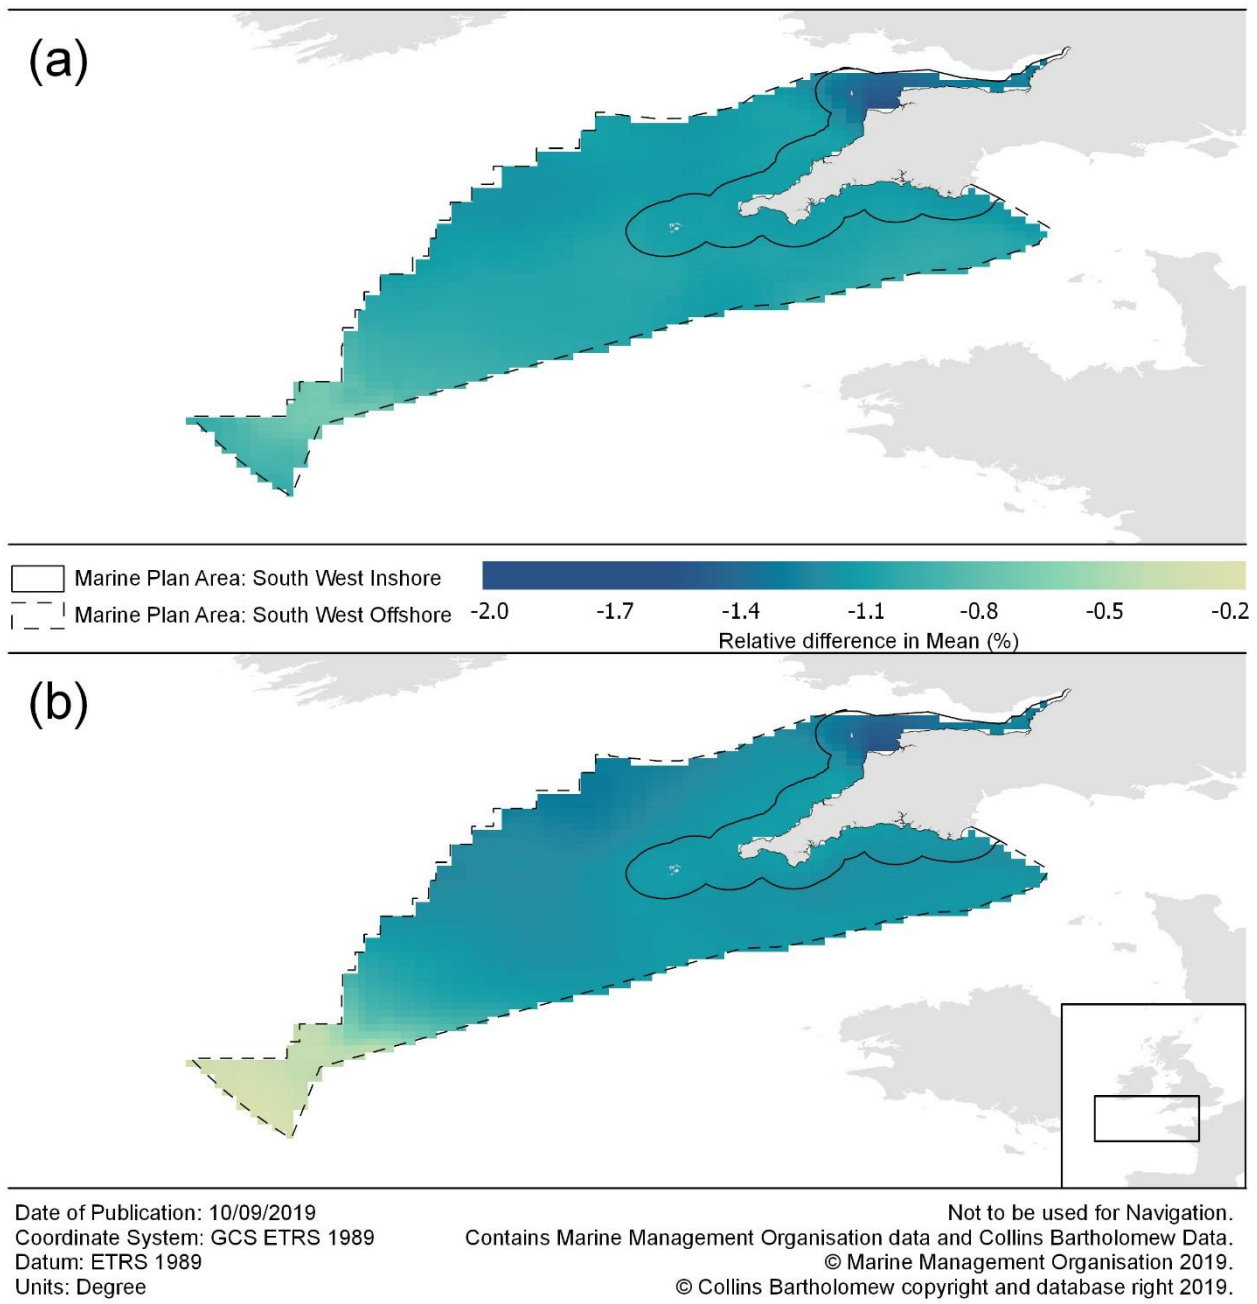 (a)
Marine Plan Area: South West Inshore
Marine Plan Area: South West Offshore
-2.0 -1.7 -1.4 -1.1 -0.8 -0.5 -0.2
Relative difference in Mean (%)
(b)
Date of Publication: 10/09/2019
Coordinate System: GCS ETRS 1989
Datum: ETRS 1989
Units: Degree
Not to be used for Navigation.
Contains Marine Management Organisation data and Collins Bartholomew Data.
© Marine Management Organisation 2019.
© Collins Bartholomew copyright and database right 2019.